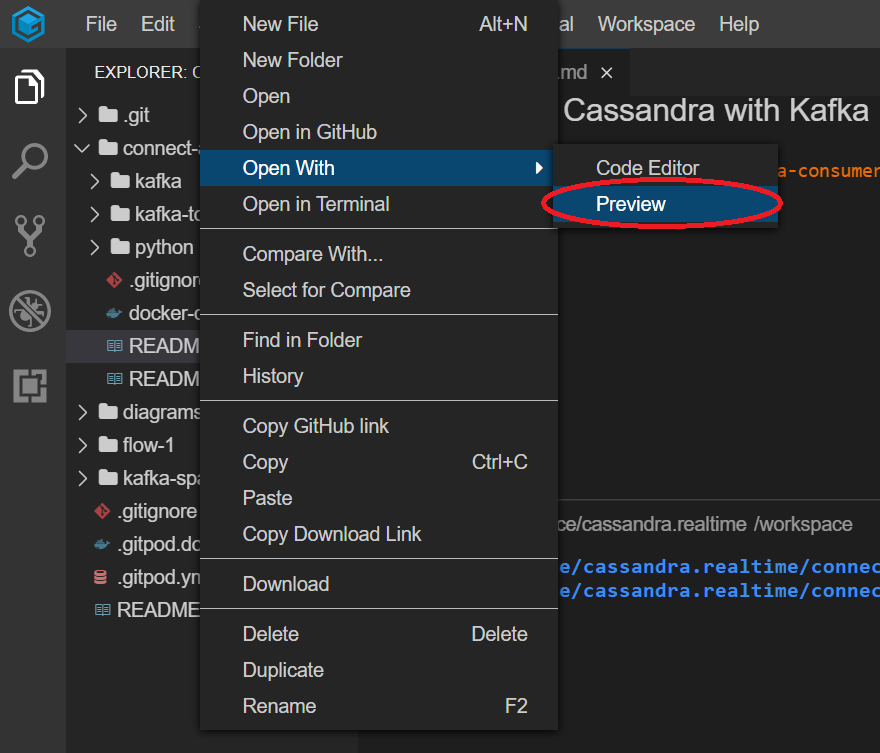 File Edit al Workspace Help
EXPLORER: C
.git
connect-a
kafka
kafka-to
python
.gitignore
docker-c
README
README
diagrams
flow-1
kafka-spa
.gitignore
.gitpod.do
.gitpod.ym
README
New File Alt+N
New Folder
Open
Open in GitHub
Open With
Open in Terminal
Compare With...
Select for Compare
Find in Folder
History
Copy GitHub link
Copy Ctrl+C
Paste
Copy Download Link
Download
Delete Delete
Duplicate
Rename F2
Code Editor
Preview
.md
Cassandra with Kafka
a-consumer
ce/cassandra.realtime /workspace
e/cassandra.realtime/connec
e/cassandra.realtime/connec